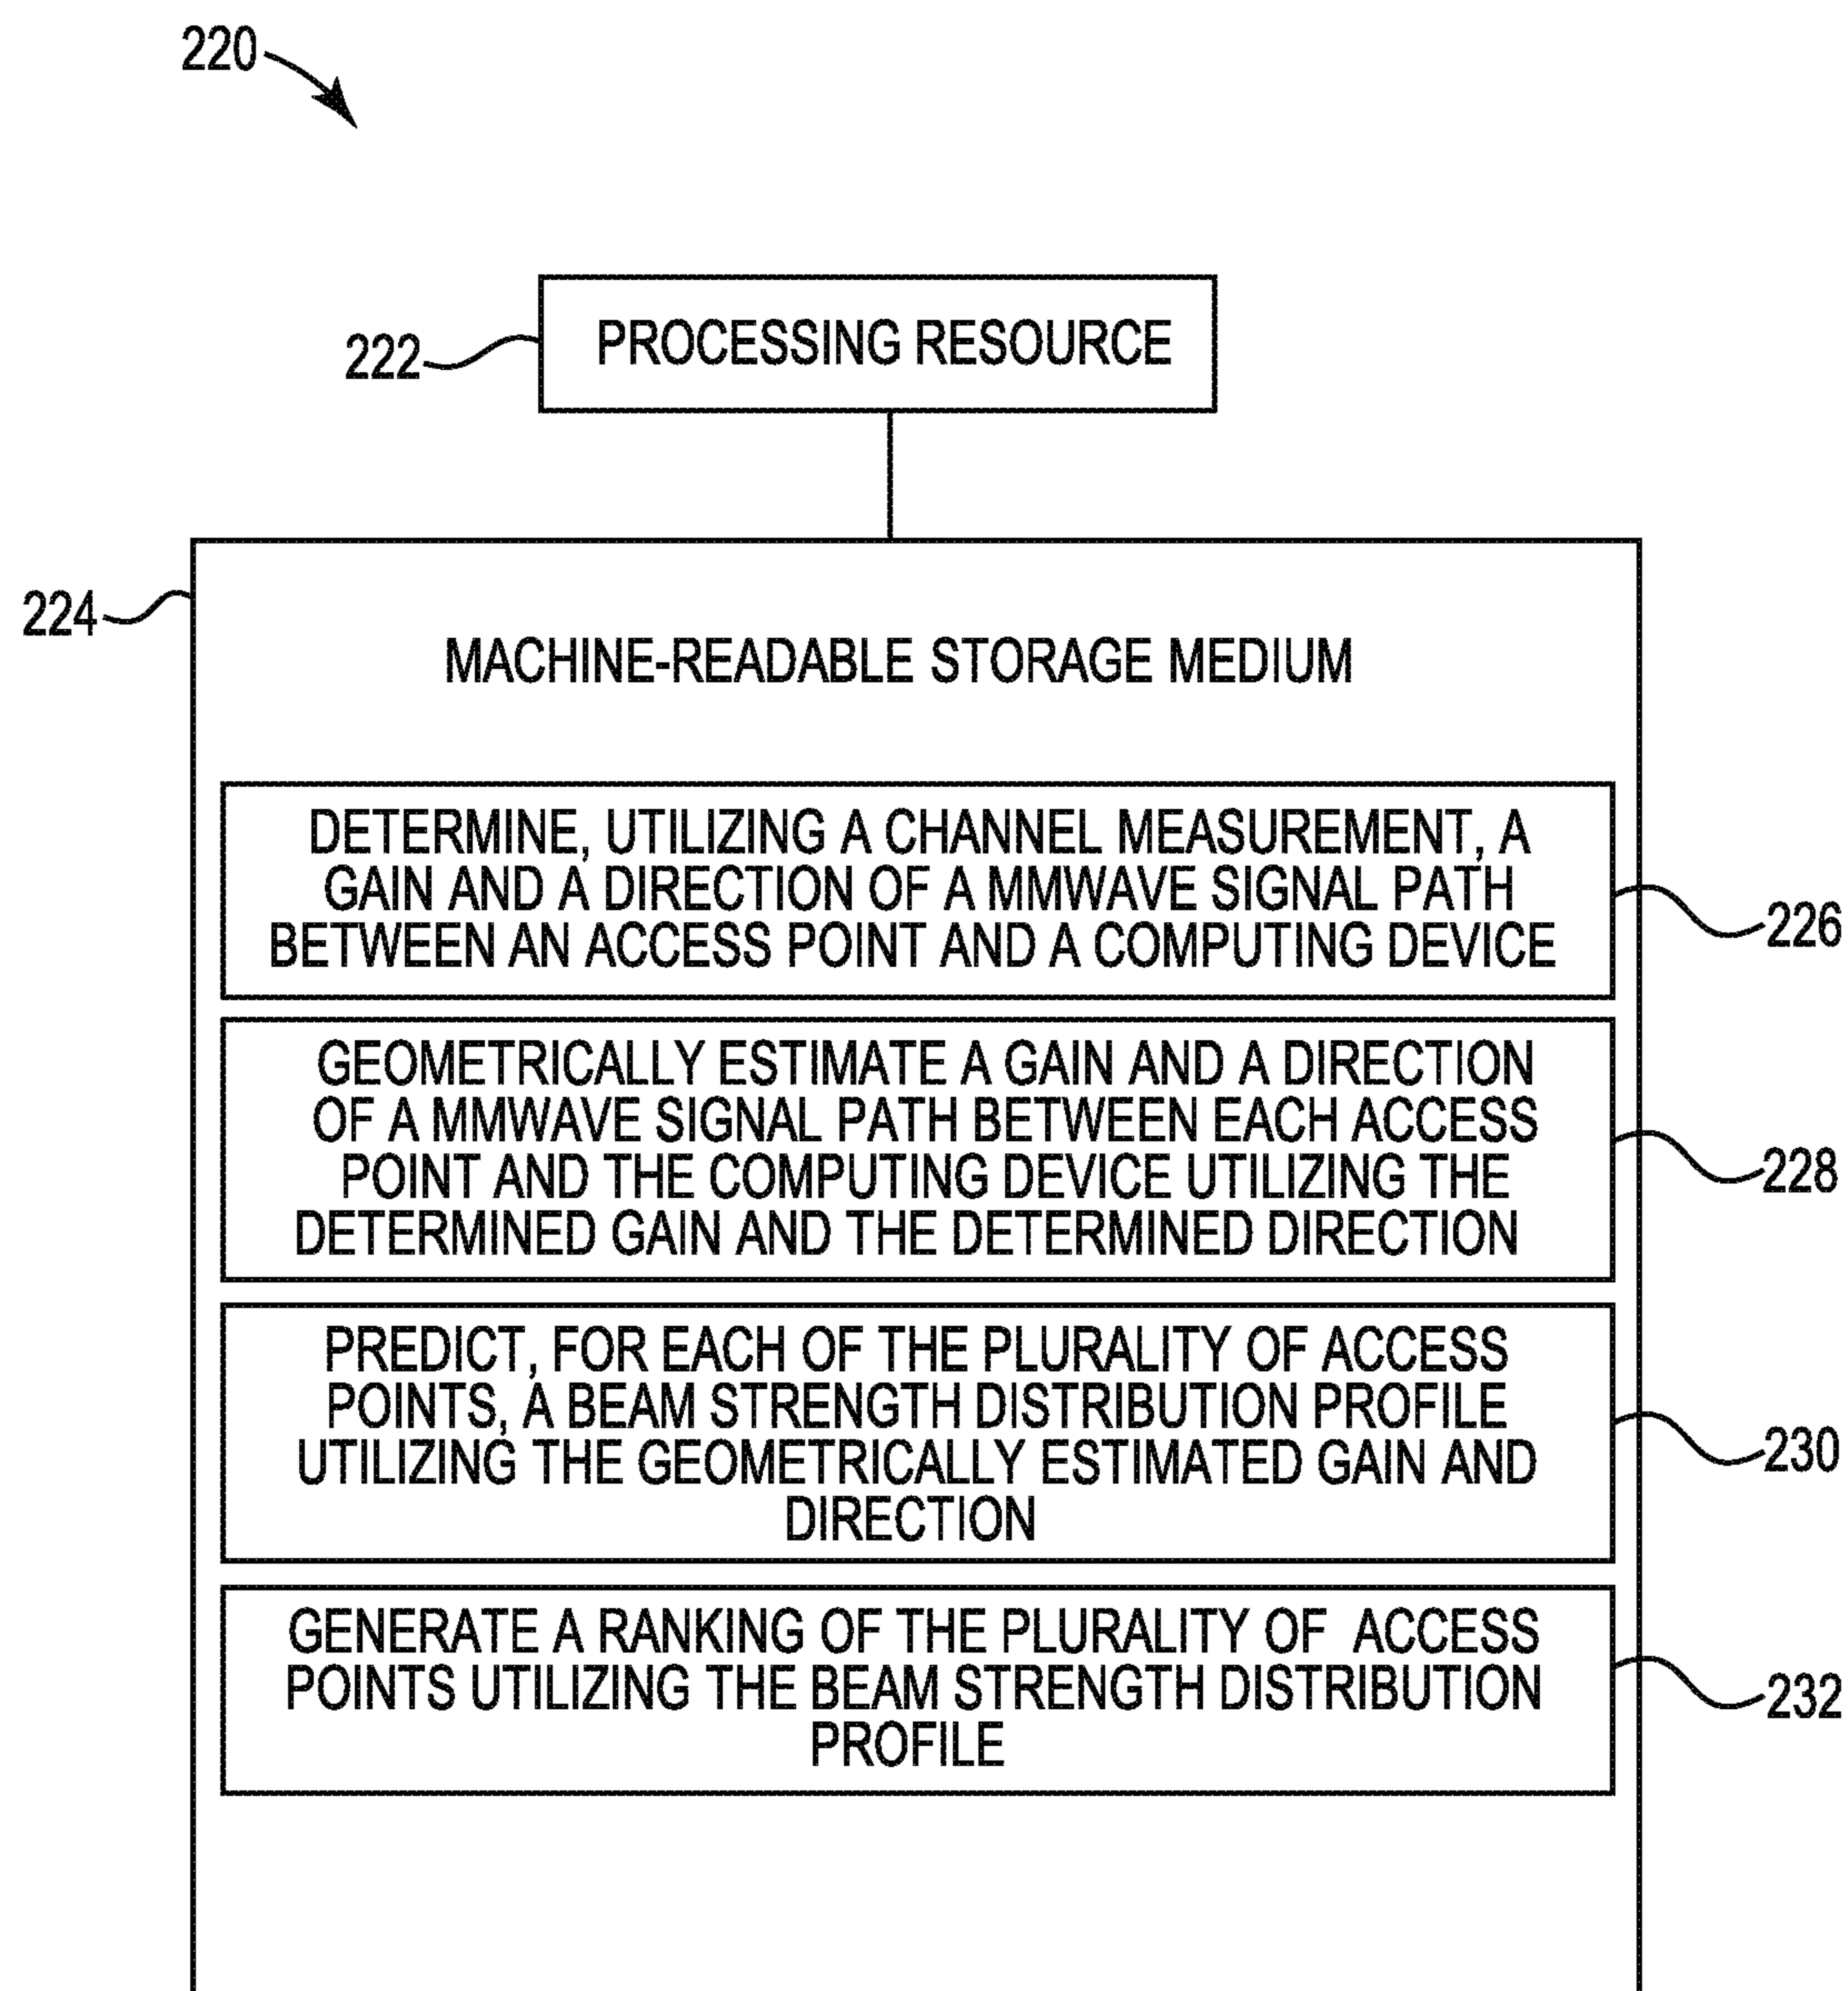 220
222
PROCESSING RESOURCE
224
MACHINE-READABLE STORAGE MEDIUM
DETERMINE, UTILIZING A CHANNEL MEASUREMENT, A
GAIN AND A DIRECTION OF A MMWAVE SIGNAL PATH
BETWEEN AN ACCESS POINT AND A COMPUTING DEVICE
226
GEOMETRICALLY ESTIMATE A GAIN AND A DIRECTION
OF A MMWAVE SIGNAL PATH BETWEEN EACH ACCESS
POINT AND THE COMPUTING DEVICE UTILIZING THE
DETERMINED GAIN AND THE DETERMINED DIRECTION
228
PREDICT, FOR EACH OF THE PLURALITY OF ACCESS
POINTS, A BEAM STRENGTH DISTRIBUTION PROFILE
UTILIZING THE GEOMETRICALLY ESTIMATED GAIN AND
DIRECTION
230
GENERATE A RANKING OF THE PLURALITY OF ACCESS
POINTS UTILIZING THE BEAM STRENGTH DISTRIBUTION
PROFILE
232